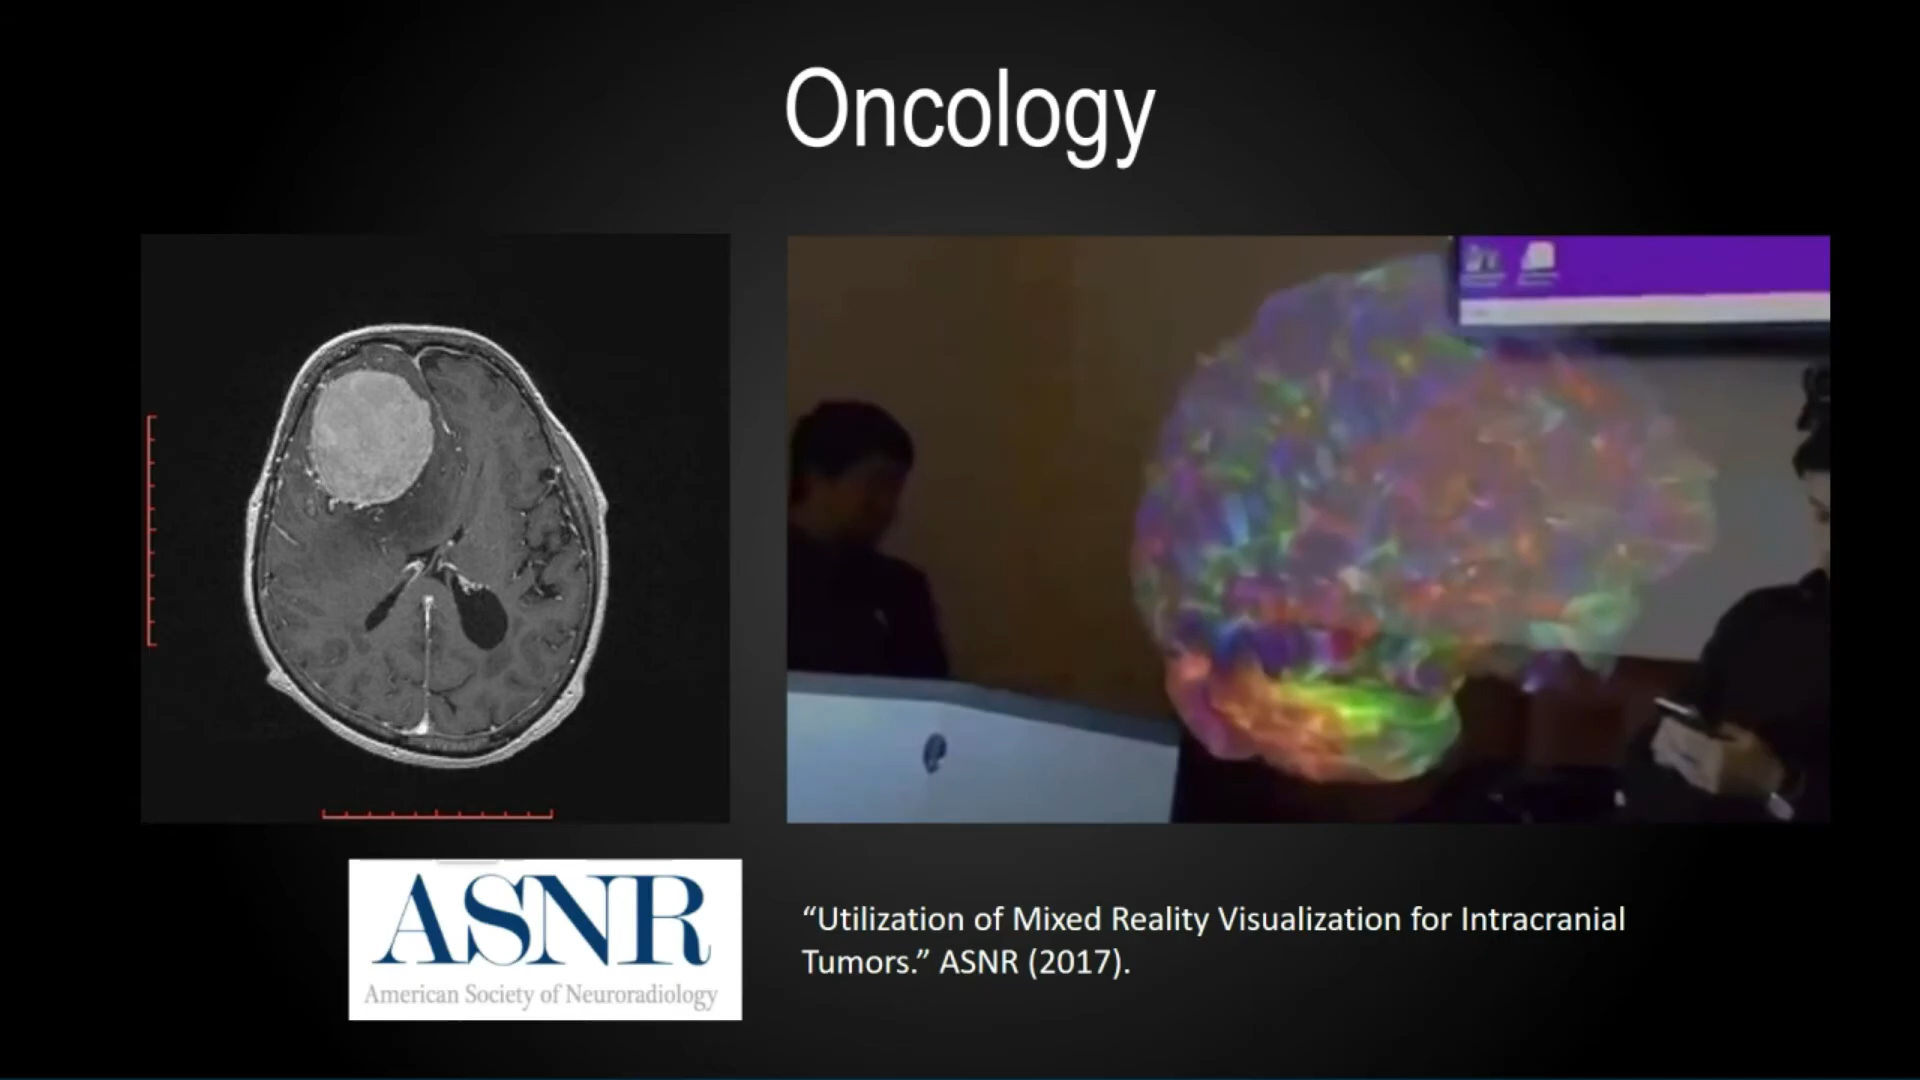 Oncology
ASNR
American Society of Neuroradiology
“Utilization of Mixed Reality Visualization for Intracranial
Tumors.” ASNR (2017).